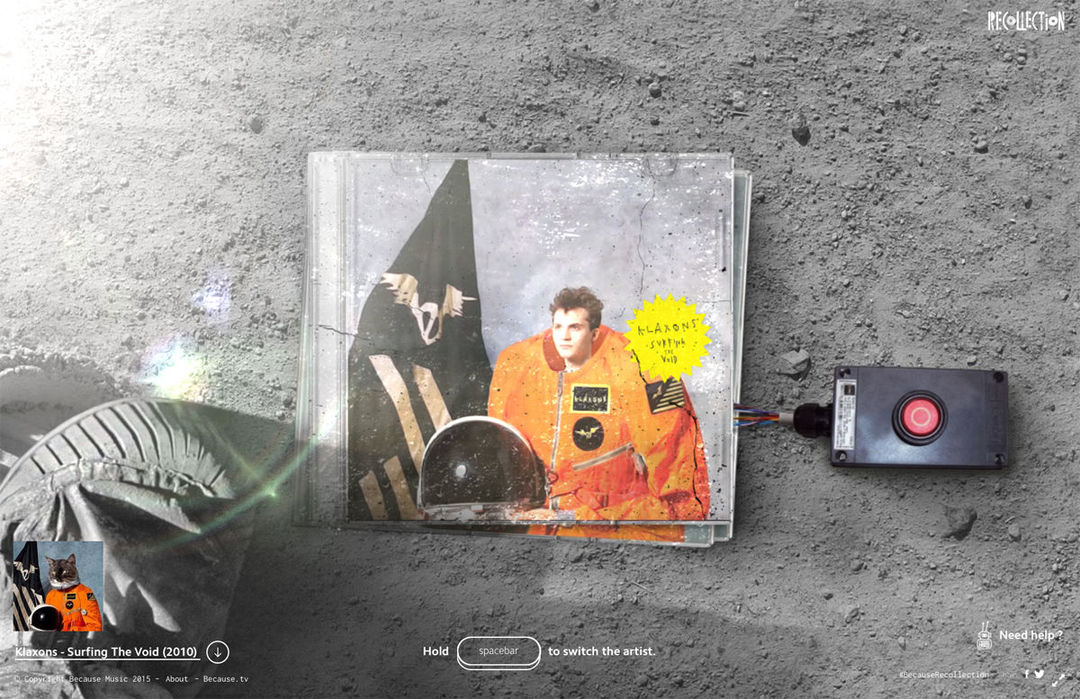 RECOLLECTION
KLAXONS
SURFING
THE
VOID
KLAXONS
Need help ?
Klaxons - Surfing The Void (2010)
Hold spacebar to switch the artist.
© Copyright Because Music 2015 - About - Because.tv
#BecauseRecollection